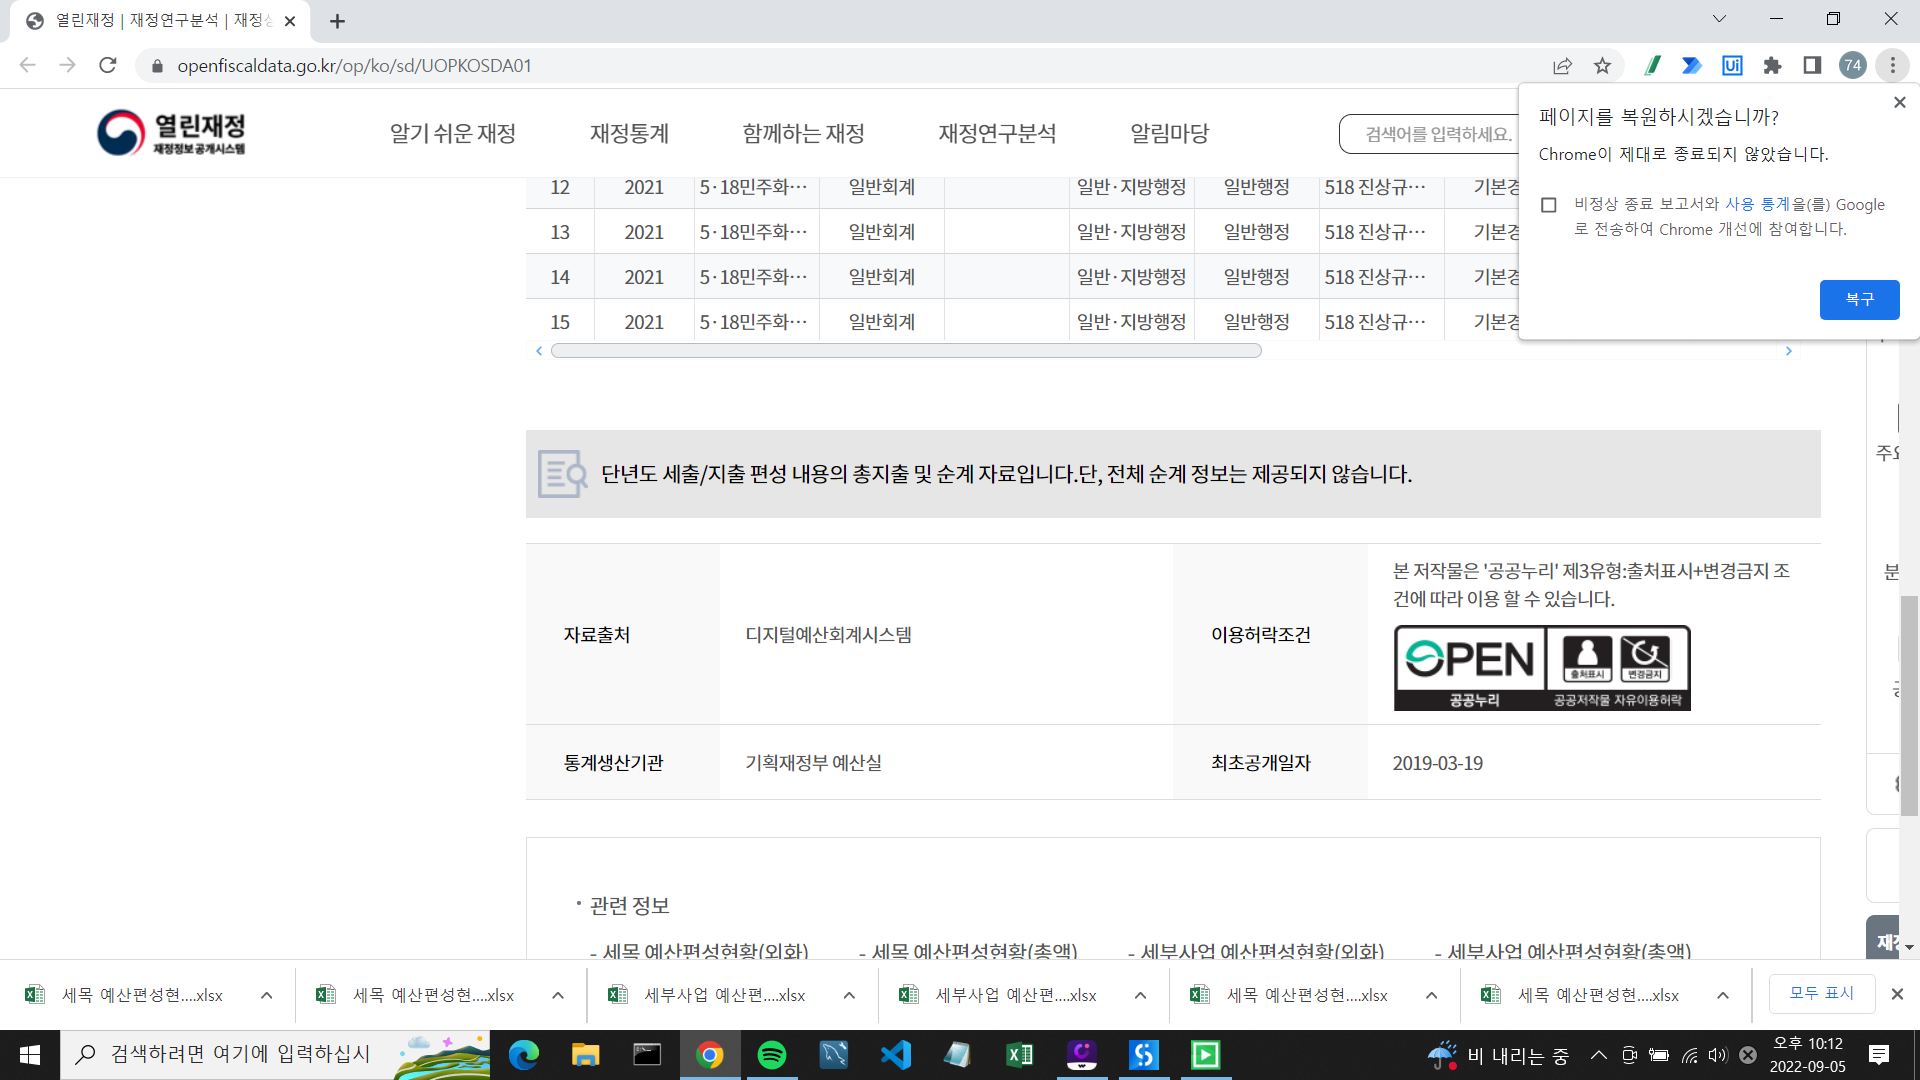 열린재정 | 재정연구분석 | 재정상
openfiscaldata.go.kr/op/ko/sd/UOPKOSDA01
Ui
74
열린재정
재정정보공개시스템
알기 쉬운 재정
재정통계
함께하는 재정
재정연구분석
알림마당
검색어를 입력하세요.
페이지를 복원하시겠습니까?
Chrome이 제대로 종료되지 않았습니다.
비정상 종료 보고서와 사용 통계을(를) Google
로 전송하여 Chrome 개선에 참여합니다.
복구
12 2021 5·18민주화··· 일반회계 일반·지방행정 일반행정 518 진상규··· 기본경
13 2021 5·18민주화··· 일반회계 일반·지방행정 일반행정 518 진상규··· 기본경
14 2021 5·18민주화··· 일반회계 일반·지방행정 일반행정 518 진상규··· 기본경
15 2021 5·18민주화··· 일반회계 일반·지방행정 일반행정 518 진상규··· 기본경
단년도 세출/지출 편성 내용의 총지출 및 순계 자료입니다.단, 전체 순계 정보는 제공되지 않습니다.
주요
분
자료출처
디지털예산회계시스템
이용허락조건
본 저작물은 '공공누리' 제3유형:출처표시+변경금지 조
건에 따라 이용 할 수 있습니다.
OPEN
출처표시
변경금지
공공누리
공공저작물 자유이용허락
통계생산기관
기획재정부 예산실
최초공개일자
2019-03-19
· 관련 정보
- 세목 예산편성현황(외화)
- 세목 예산편성현황(총액)
- 세부사업 예산편성현황(외화)
- 세부사업 예산편성현황(총액)
세목 예산편성현....xlsx
세목 예산편성현....xlsx
세부사업 예산편....xlsx
세부사업 예산편....xlsx
세목 예산편성현....xlsx
세목 예산편성현....xlsx
모두 표시
검색하려면 여기에 입력하십시
비 내리는 중
오후 10:12
2022-09-05